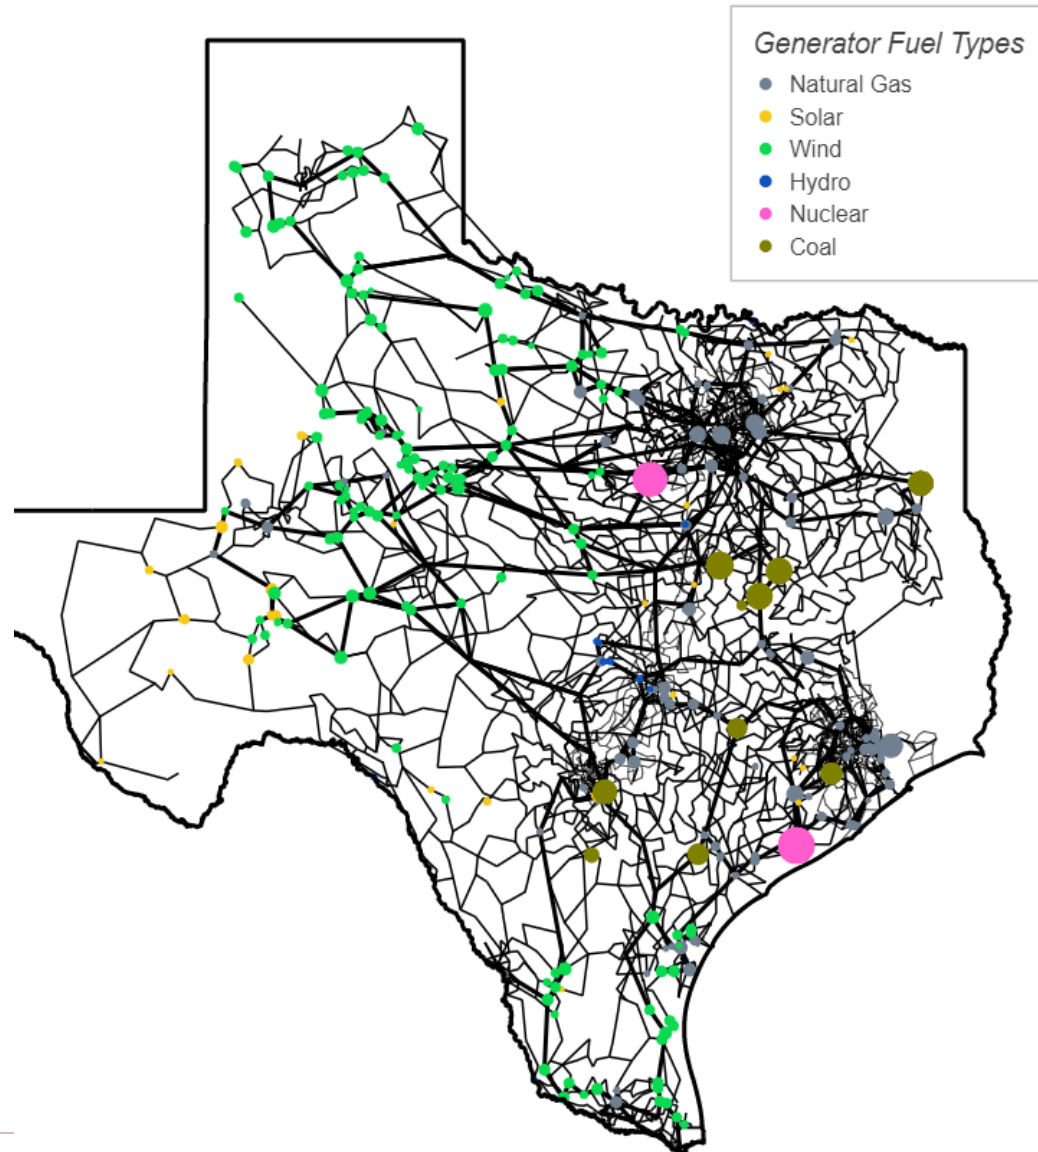 Generator Fuel Types
Natural Gas
Solar
Wind
Hydro
Nuclear
Coal